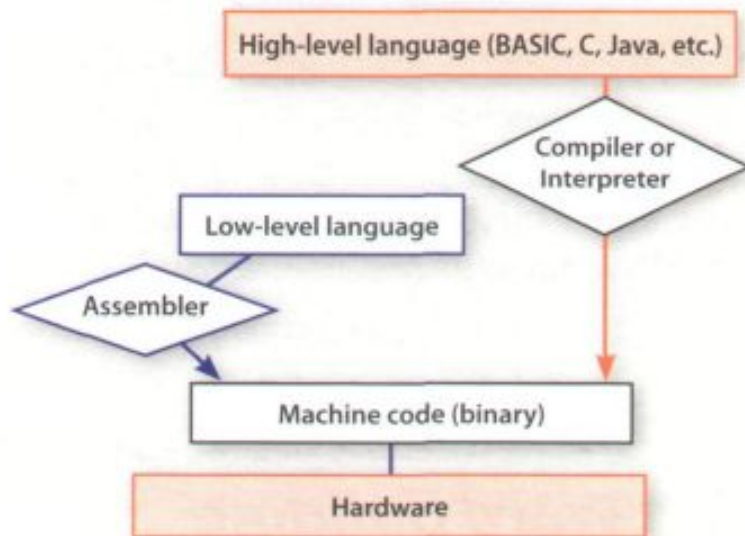 High-level language (BASIC, C, Java, etc.)
Compiler or
Interpreter
Low-level language
Assembler
Machine code (binary)
Hardware